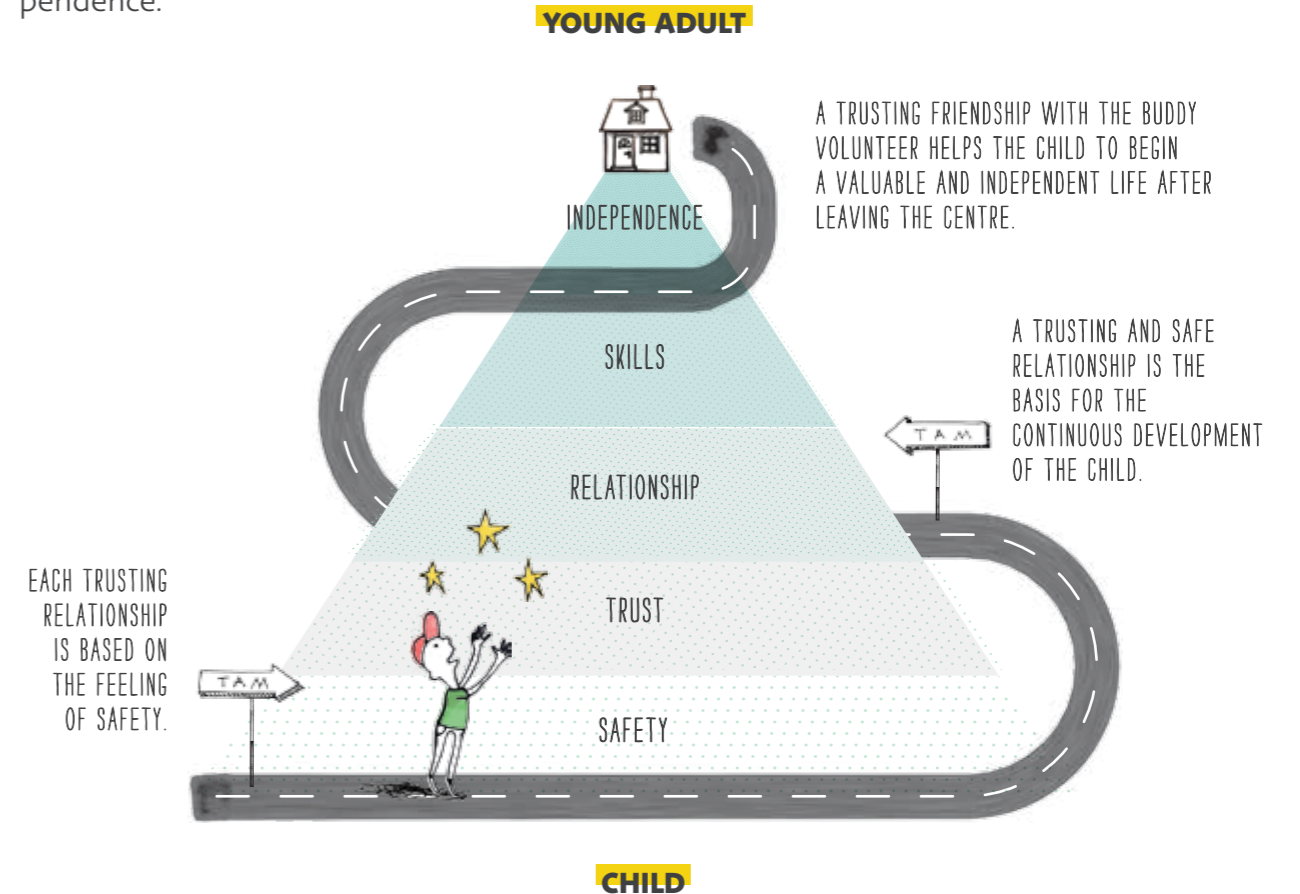 pendence.
YOUNG ADULT
A TRUSTING FRIENDSHIP WITH THE BUDDY
VOLUNTEER HELPS THE CHILD TO BEGIN
A VALUABLE AND INDEPENDENT LIFE AFTER
LEAVING THE CENTRE.
INDEPENDENCE
A TRUSTING AND SAFE
RELATIONSHIP IS THE
BASIS FOR THE
CONTINUOUS DEVELOPMENT
OF THE CHILD.
SKILLS
TAM
RELATIONSHIP
EACH TRUSTING
RELATIONSHIP
IS BASED ON
THE FEELING
OF SAFETY.
TRUST
TAM
SAFETY
CHILD